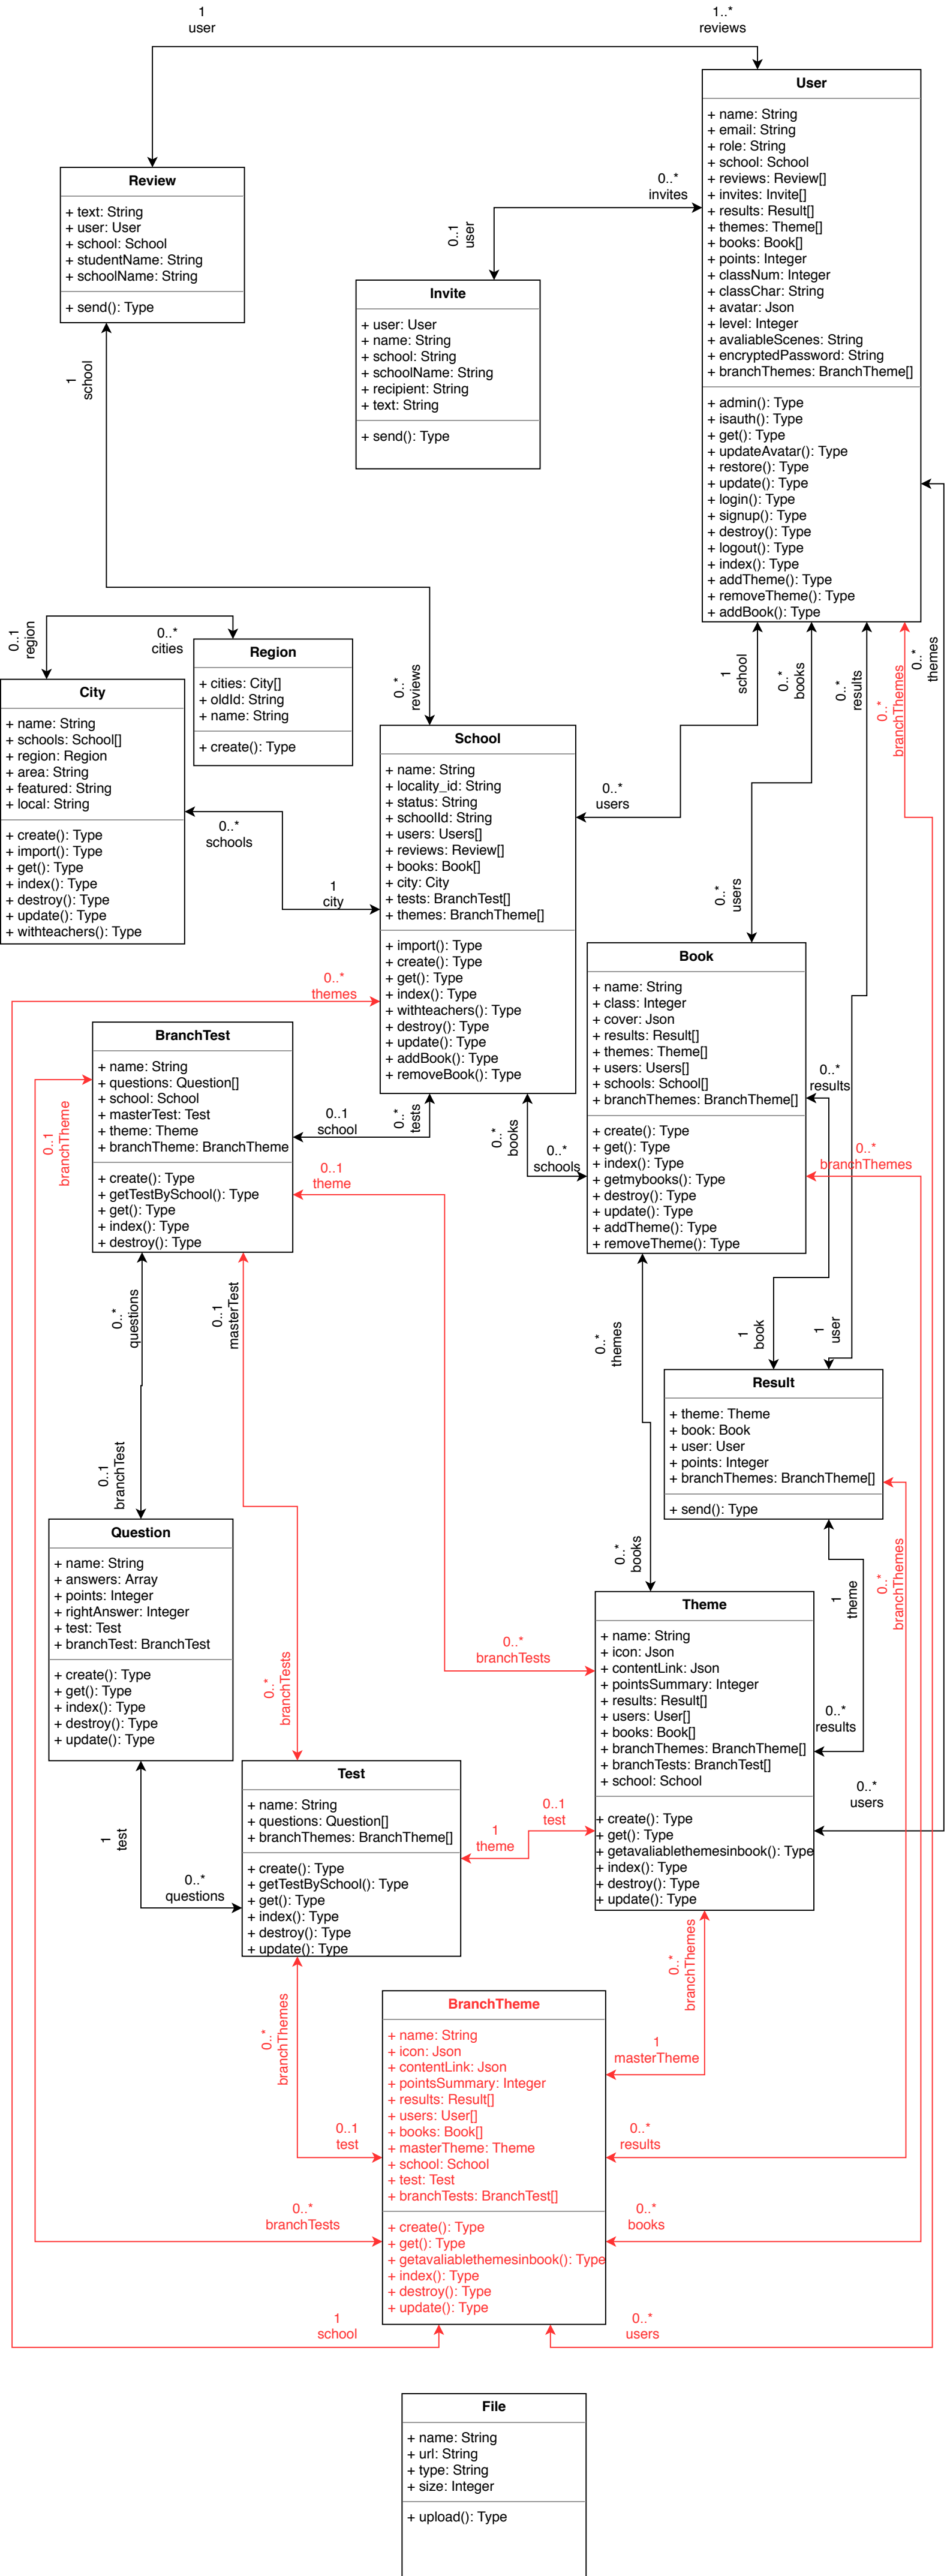 1
user
1..*
reviews
User
+ name: String
+ email: String
+ role: String
+ school: School
+ reviews: Review[]
+ invites: Invite[]
+ results: Result[]
+ themes: Theme[]
+ books: Book[]
+ points: Integer
+ classNum: Integer
+ classChar: String
+ avatar: Json
+ level: Integer
+ avaliableScenes: String
+ encryptedPassword: String
+ branchThemes: BranchTheme[]
+ admin(): Type
+ isauth(): Type
+ get(): Type
+ updateAvatar(): Type
+ restore(): Type
+ update(): Type
+ login(): Type
+ signup(): Type
+ destroy(): Type
+ logout(): Type
+ index(): Type
+ addTheme(): Type
+ removeTheme(): Type
+ addBook(): Type
Review
+ text: String
+ user: User
+ school: School
+ studentName: String
+ schoolName: String
+ send(): Type
0..*
invites
0..1
user
Invite
+ user: User
+ name: String
+ school: String
+ schoolName: String
+ recipient: String
+ text: String
+ send(): Type
1
school
0..1
region
0..*
cities
Region
+ cities: City[]
+ oldId: String
+ name: String
+ create(): Type
City
+ name: String
+ schools: School[]
+ region: Region
+ area: String
+ featured: String
+ local: String
+ create(): Type
+ import(): Type
+ get(): Type
+ index(): Type
+ destroy(): Type
+ update(): Type
+ withteachers(): Type
0..*
reviews
1
school
0..*
books
0..*
results
0..*
branchThemes
0..*
themes
School
+ name: String
+ locality_id: String
+ status: String
+ schoolId: String
+ users: Users[]
+ reviews: Review[]
+ books: Book[]
+ city: City
+ tests: BranchTest[]
+ themes: BranchTheme[]
+ import(): Type
+ create(): Type
+ get(): Type
+ index(): Type
+ withteachers(): Type
+ destroy(): Type
+ update(): Type
+ addBook(): Type
+ removeBook(): Type
0..*
users
0..*
schools
1
city
0..*
users
0..*
themes
Book
+ name: String
+ class: Integer
+ cover: Json
+ results: Result[]
+ themes: Theme[]
+ users: Users[]
+ schools: School[]
+ branchThemes: BranchTheme[]
+ create(): Type
+ get(): Type
+ index(): Type
+ getmybooks(): Type
+ destroy(): Type
+ update(): Type
+ addTheme(): Type
+ removeTheme(): Type
BranchTest
+ name: String
+ questions: Question[]
+ school: School
+ masterTest: Test
+ theme: Theme
+ branchTheme: BranchTheme
+ create(): Type
+ getTestBySchool(): Type
+ get(): Type
+ index(): Type
+ destroy(): Type
0..1
branchTheme
0..1
school
0..*
tests
0..*
books
0..*
schools
0..*
results
0..*
branchThemes
0..1
theme
0..*
questions
0..1
masterTest
0..*
themes
1
book
1
user
Result
+ theme: Theme
+ book: Book
+ user: User
+ points: Integer
+ branchThemes: BranchTheme[]
+ send(): Type
0..1
branchTest
Question
+ name: String
+ answers: Array
+ points: Integer
+ rightAnswer: Integer
+ test: Test
+ branchTest: BranchTest
+ create(): Type
+ get(): Type
+ index(): Type
+ destroy(): Type
+ update(): Type
0..*
books
1
theme
0..*
branchThemes
Theme
+ name: String
+ icon: Json
+ contentLink: Json
+ pointsSummary: Integer
+ results: Result[]
+ users: User[]
+ books: Book[]
+ branchThemes: BranchTheme[]
+ branchTests: BranchTest[]
+ school: School
+ create(): Type
+ get(): Type
+ getavaliablethemesinbook(): Type
+ index(): Type
+ destroy(): Type
+ update(): Type
0..*
branchTests
0..*
branchTests
0..*
results
0..*
users
Test
+ name: String
+ questions: Question[]
+ branchThemes: BranchTheme[]
+ create(): Type
+ getTestBySchool(): Type
+ get(): Type
+ index(): Type
+ destroy(): Type
+ update(): Type
0..1
test
1
theme
1
test
0..*
questions
0..*
branchThemes
0..*
branchThemes
BranchTheme
+ name: String
+ icon: Json
+ contentLink: Json
+ pointsSummary: Integer
+ results: Result[]
+ users: User[]
+ books: Book[]
+ masterTheme: Theme
+ school: School
+ test: Test
+ branchTests: BranchTest[]
+ create(): Type
+ get(): Type
+ getavaliablethemesinbook(): Type
+ index(): Type
+ destroy(): Type
+ update(): Type
1
masterTheme
0..1
test
0..*
results
0..*
branchTests
0..*
books
1
school
0..*
users
File
+ name: String
+ url: String
+ type: String
+ size: Integer
+ upload(): Type